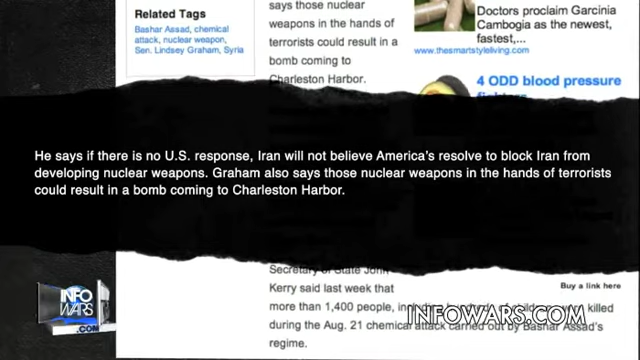 Related Tags
Bashar Assad, chemical
attack, nuclear weapon,
Sen. Lindsey Graham, Syria
says those nuclear
weapons in the hands of
terrorists could result in a
bomb coming to
Charleston Harbor.
Doctors proclaim Garcinia
Cambogia as the newest,
fastest,...
www.thesmartstyleliving.com
4 ODD blood pressure
He says if there is no U.S. response, Iran will not believe America's resolve to block Iran from
developing nuclear weapons. Graham also says those nuclear weapons in the hands of terrorists
could result in a bomb coming to Charleston Harbor.
Secretary of State John
Kerry said last week that
more than 1,400 people, killed
during the Aug. 21 chemical attack carried out by Bashar Assad's
regime.
Buy a link here
INFO
WARS
.COM
INFOWARS.COM